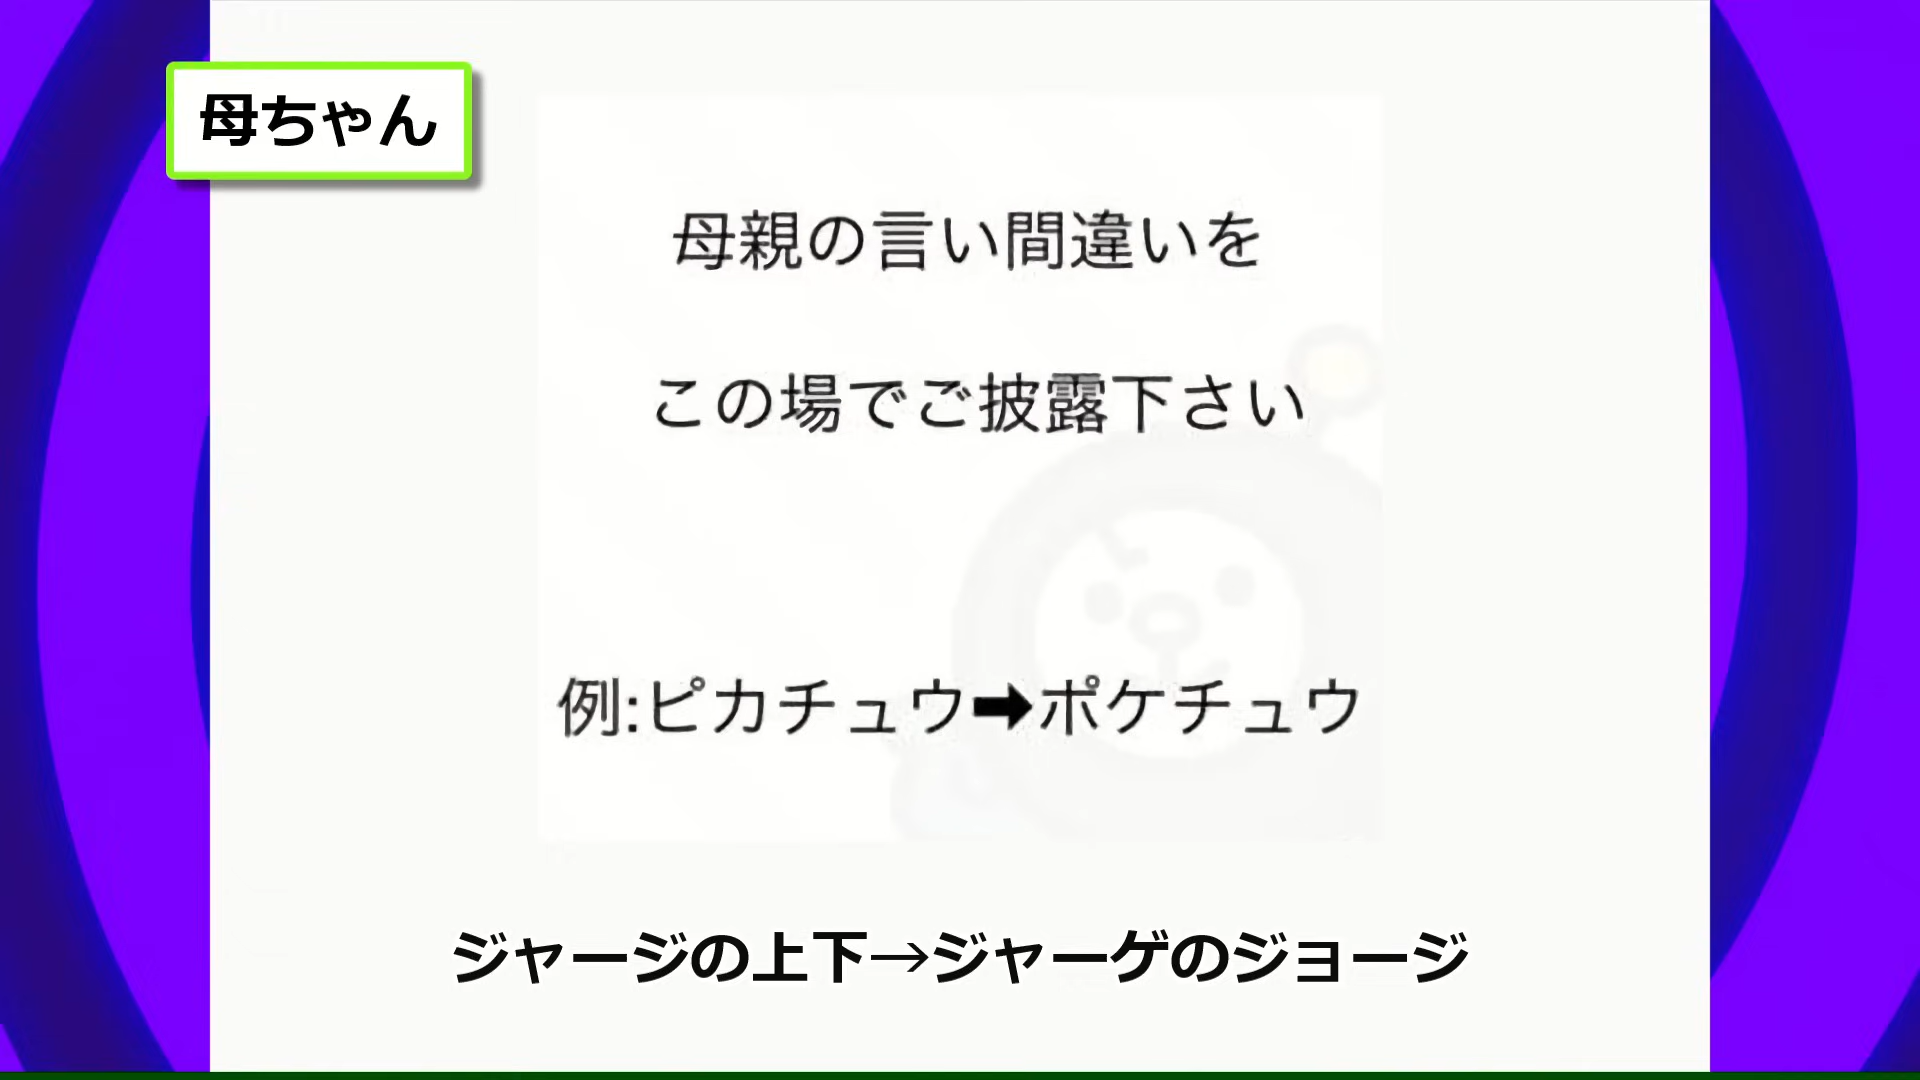 母ちゃん
母親の言い間違いを
この場でご披露下さい
例:ピカチュウ➡ポケチュウ
ジャージの上下→ジャーゲのジョージ